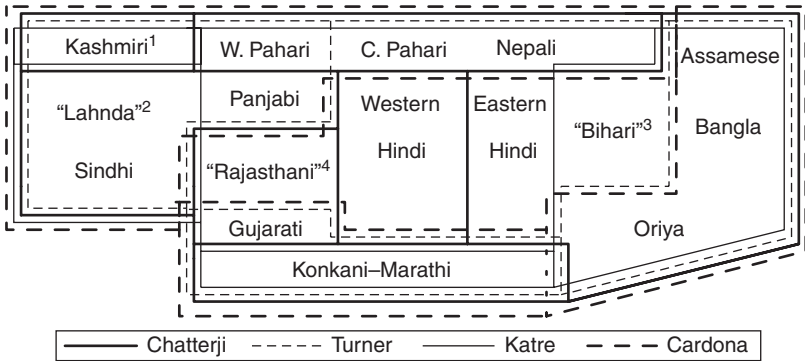 Kashmiri¹ W. Pahari C. Pahari Nepali
Assamese
“Lahnda”² Panjabi Western Eastern
Hindi Hindi “Bihari”³ Bangla
Sindhi “Rajasthani”⁴
Gujarati Oriya
Konkani–Marathi
Chatterji Turner Katre Cardona